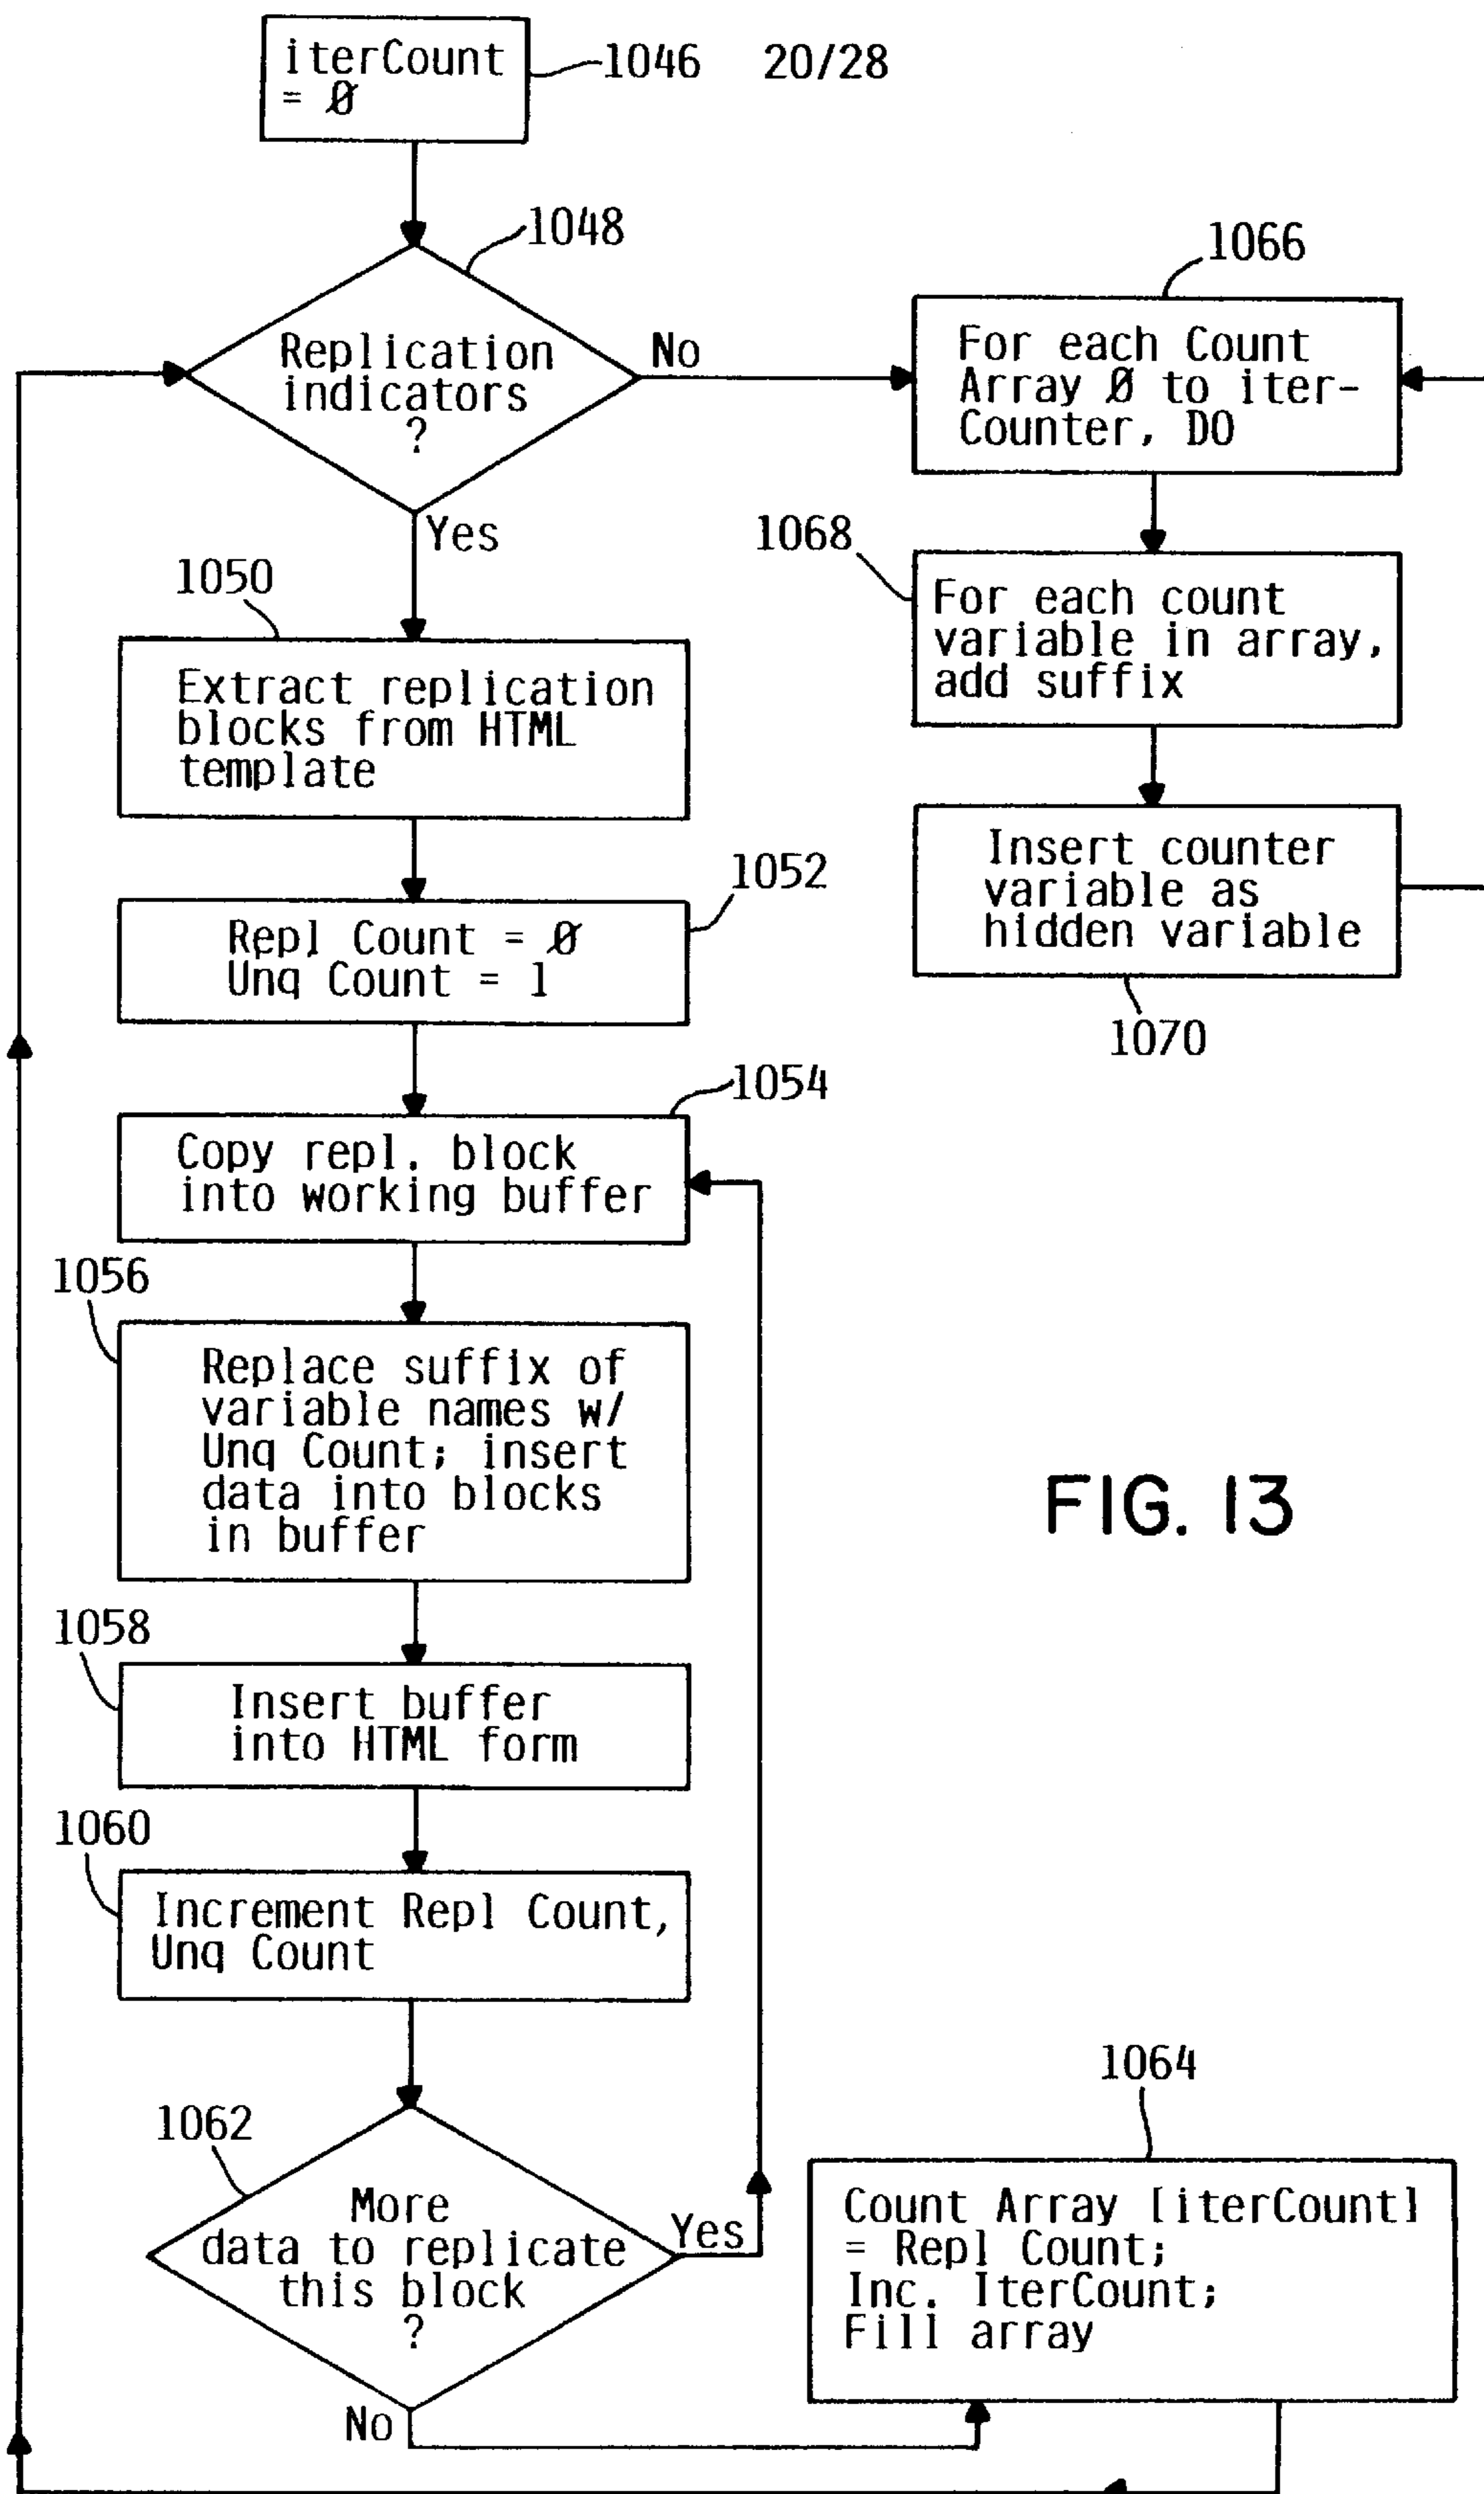 iterCount
= Ø
1046
20/28
1048
Replication
indicators
?
No
Yes
1066
For each Count
Array Ø to iter-
Counter, DO
1068
For each count
variable in array,
add suffix
Insert counter
variable as
hidden variable
1070
1050
Extract replication
blocks from HTML
template
1052
Repl Count = Ø
Unq Count = 1
1054
Copy repl. block
into working buffer
1056
Replace suffix of
variable names w/
Unq Count; insert
data into blocks
in buffer
FIG. 13
1058
Insert buffer
into HTML form
1060
Increment Repl Count,
Unq Count
1062
More
data to replicate
this block
?
Yes
No
1064
Count Array [iterCount]
= Repl Count;
Inc. IterCount;
Fill array